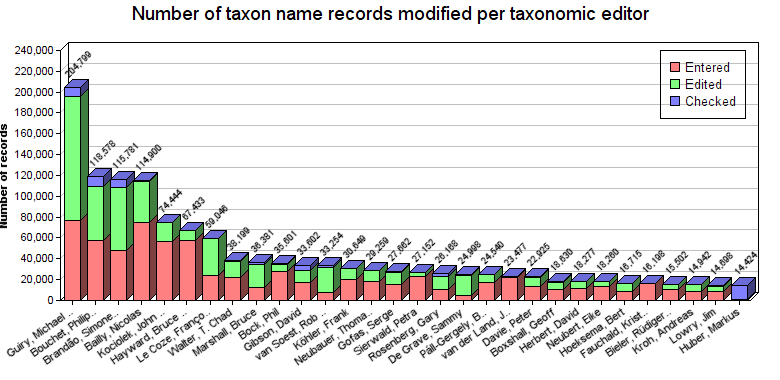 Number of taxon name records modified per taxonomic editor
Number of records
240,000
220,000
200,000
180,000
160,000
140,000
120,000
100,000
80,000
60,000
40,000
20,000
0
Entered
Edited
Checked
204,799
118,578
115,781
114,900
74,444
67,433
59,046
38,199
36,381
35,601
33,602
33,254
30,649
29,259
27,662
27,152
26,168
24,998
24,540
23,477
22,925
18,630
18,277
18,260
16,715
16,198
15,502
14,942
14,698
14,424
Guiry, Michael
Bouchet, Philip...
Brandão, Simone...
Bailly, Nicolas
Kociolek, John ...
Hayward, Bruce ...
Le Coze, Franço...
Walter, T. Chad
Marshall, Bruce
Bock, Phil
Gibson, David
van Soest, Rob ...
Köhler, Frank
Neubauer, Thoma...
Gofas, Serge
Sierwald, Petra
Rosenberg, Gary
De Grave, Sammy
Páll-Gergely, B...
van der Land, J...
Davie, Peter
Boxshall, Geoff
Herbert, David
Neubert, Eike
Hoeksema, Bert
Fauchald, Krist...
Bieler, Rüdiger...
Kroh, Andreas
Lowry, Jim
Huber, Markus